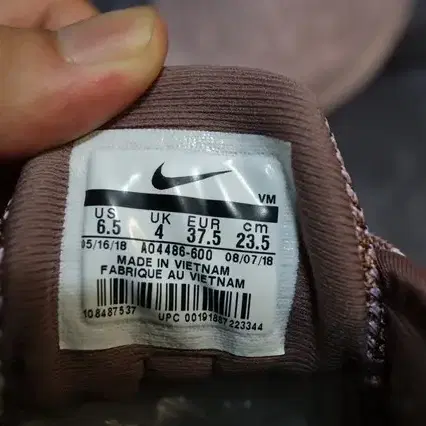 VM
US UK EUR cm
6.5 4 37.5 23.5
05/16/18 AO4486-600 08/07/18
MADE IN VIETNAM
FABRIQUE AU VIETNAM
108487537
UPC 00191887223344